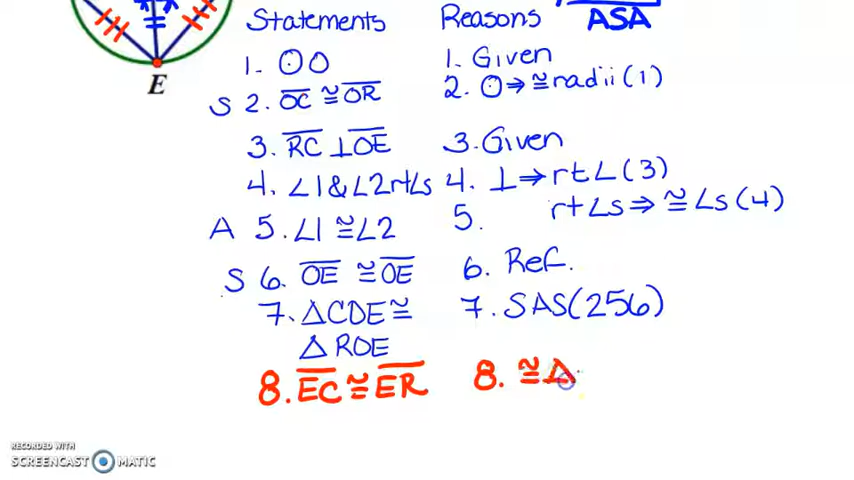 Statements Reasons ASA
1. ⊙O 1. Given
E
S 2. OC ≅ OR 2. ⊙ ⇒ ≅ radii (1)
3. RC ⊥ OE 3. Given
4. ∠1 & ∠2 rt∠s 4. ⊥ ⇒ rt∠ (3)
A 5. ∠1 ≅ ∠2 5. rt∠s ⇒ ≅ ∠s (4)
S 6. OE ≅ OE 6. Ref.
7. △COE ≅ 7. SAS (256)
△ROE
8. EC ≅ ER 8. ≅ △
RECORDED WITH
SCREENCAST MATIC